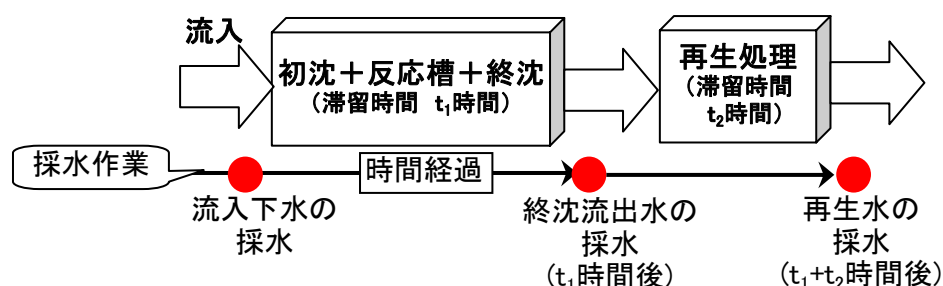 流入
初沈＋反応槽＋終沈
（滞留時間 t₁時間）
再生処理
（滞留時間
t₂時間）
採水作業
時間経過
流入下水の
採水
終沈流出水の
採水
(t₁時間後)
再生水の
採水
(t₁+t₂時間後)